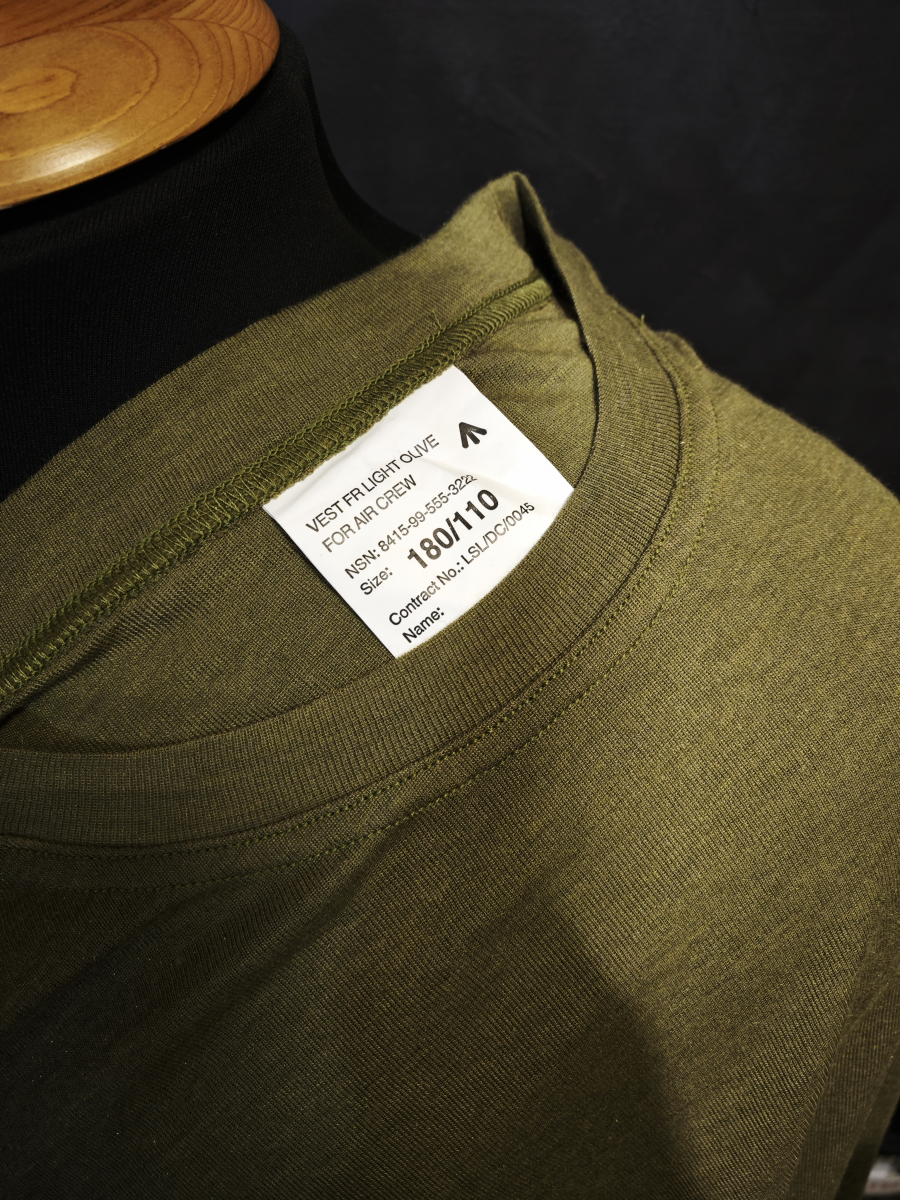 VEST FR LIGHT OLIVE
FOR AIR CREW
NSN: 8415-99-555-322
Size: 180/110
Contract No.: LSL/DC/0045
Name: